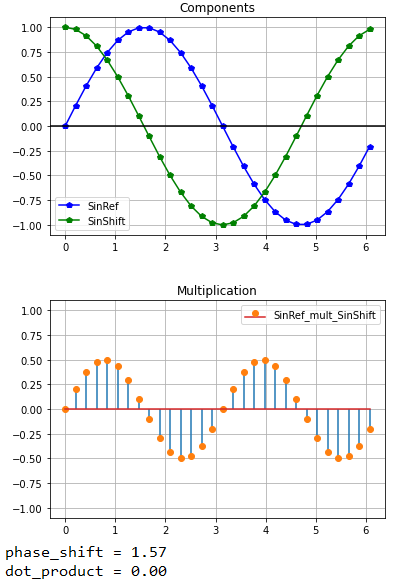 Components
1.00
0.75
0.50
0.25
0.00
−0.25
−0.50
−0.75
−1.00
SinRef
SinShift
0 1 2 3 4 5 6
Multiplication
1.00
0.75
0.50
0.25
0.00
−0.25
−0.50
−0.75
−1.00
SinRef_mult_SinShift
0 1 2 3 4 5 6
phase_shift = 1.57
dot_product = 0.00